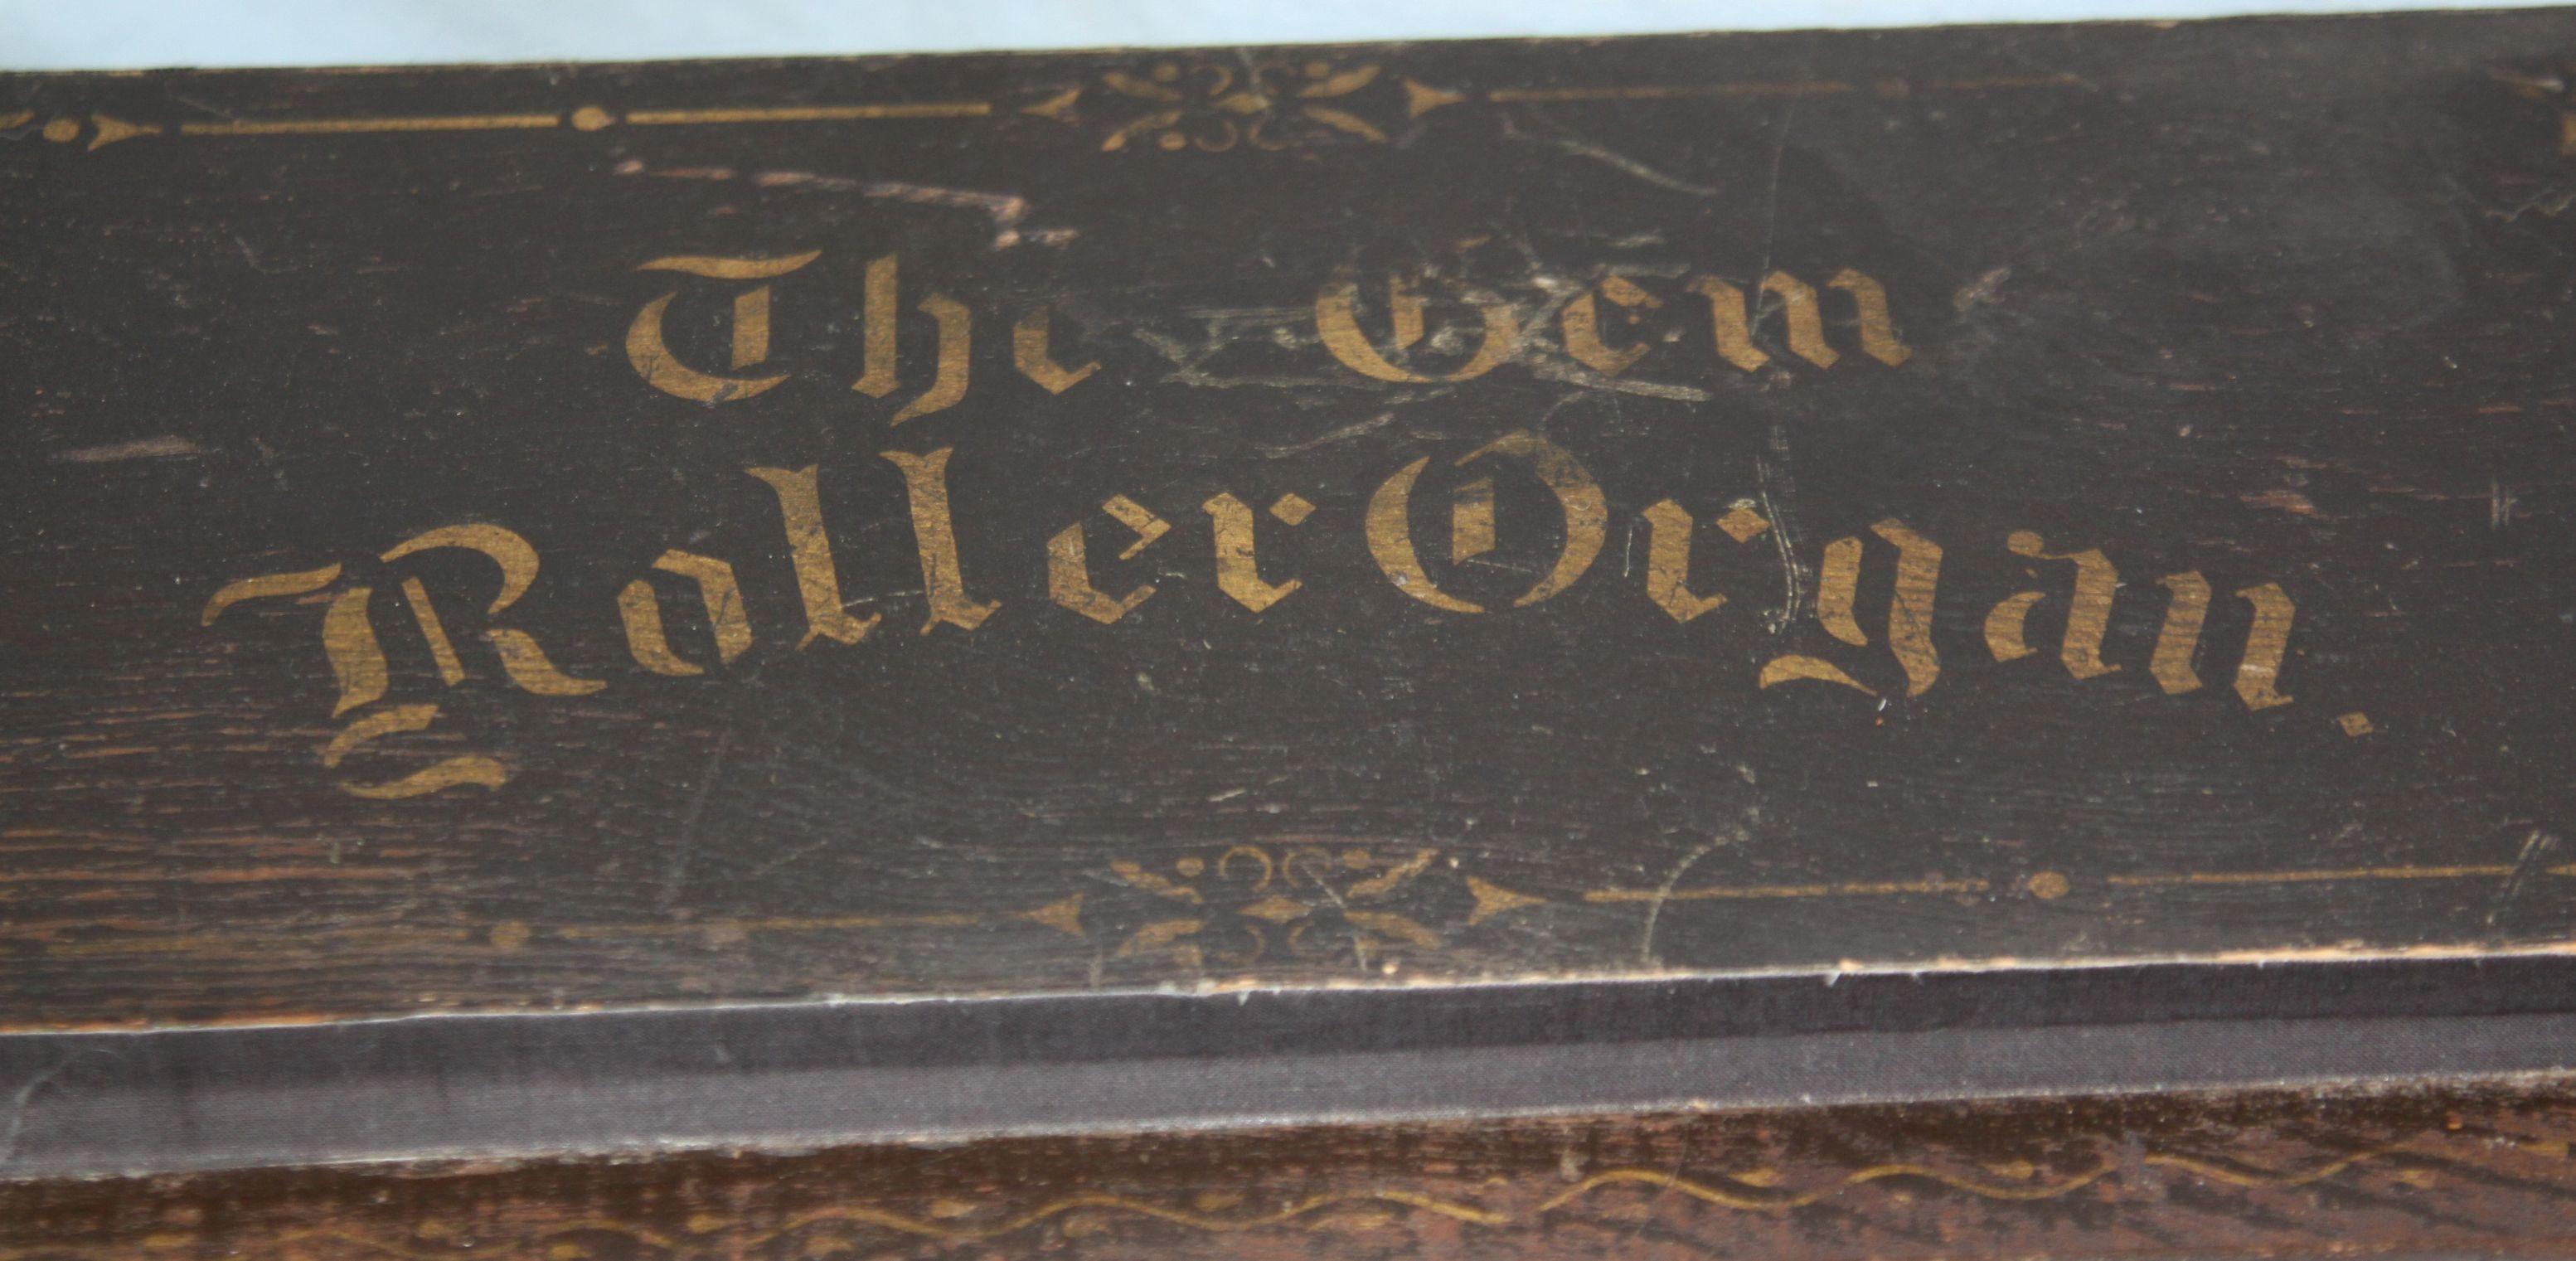 The Gem
Roller Organ.